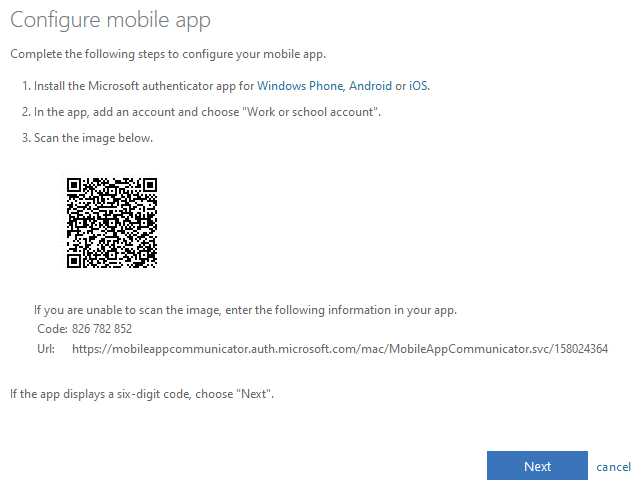 Configure mobile app
Complete the following steps to configure your mobile app.
1. Install the Microsoft authenticator app for Windows Phone, Android or iOS.
2. In the app, add an account and choose "Work or school account".
3. Scan the image below.
If you are unable to scan the image, enter the following information in your app.
Code: 826 782 852
Url: https://mobileappcommunicator.auth.microsoft.com/mac/MobileAppCommunicator.svc/158024364
If the app displays a six-digit code, choose "Next".
Next cancel